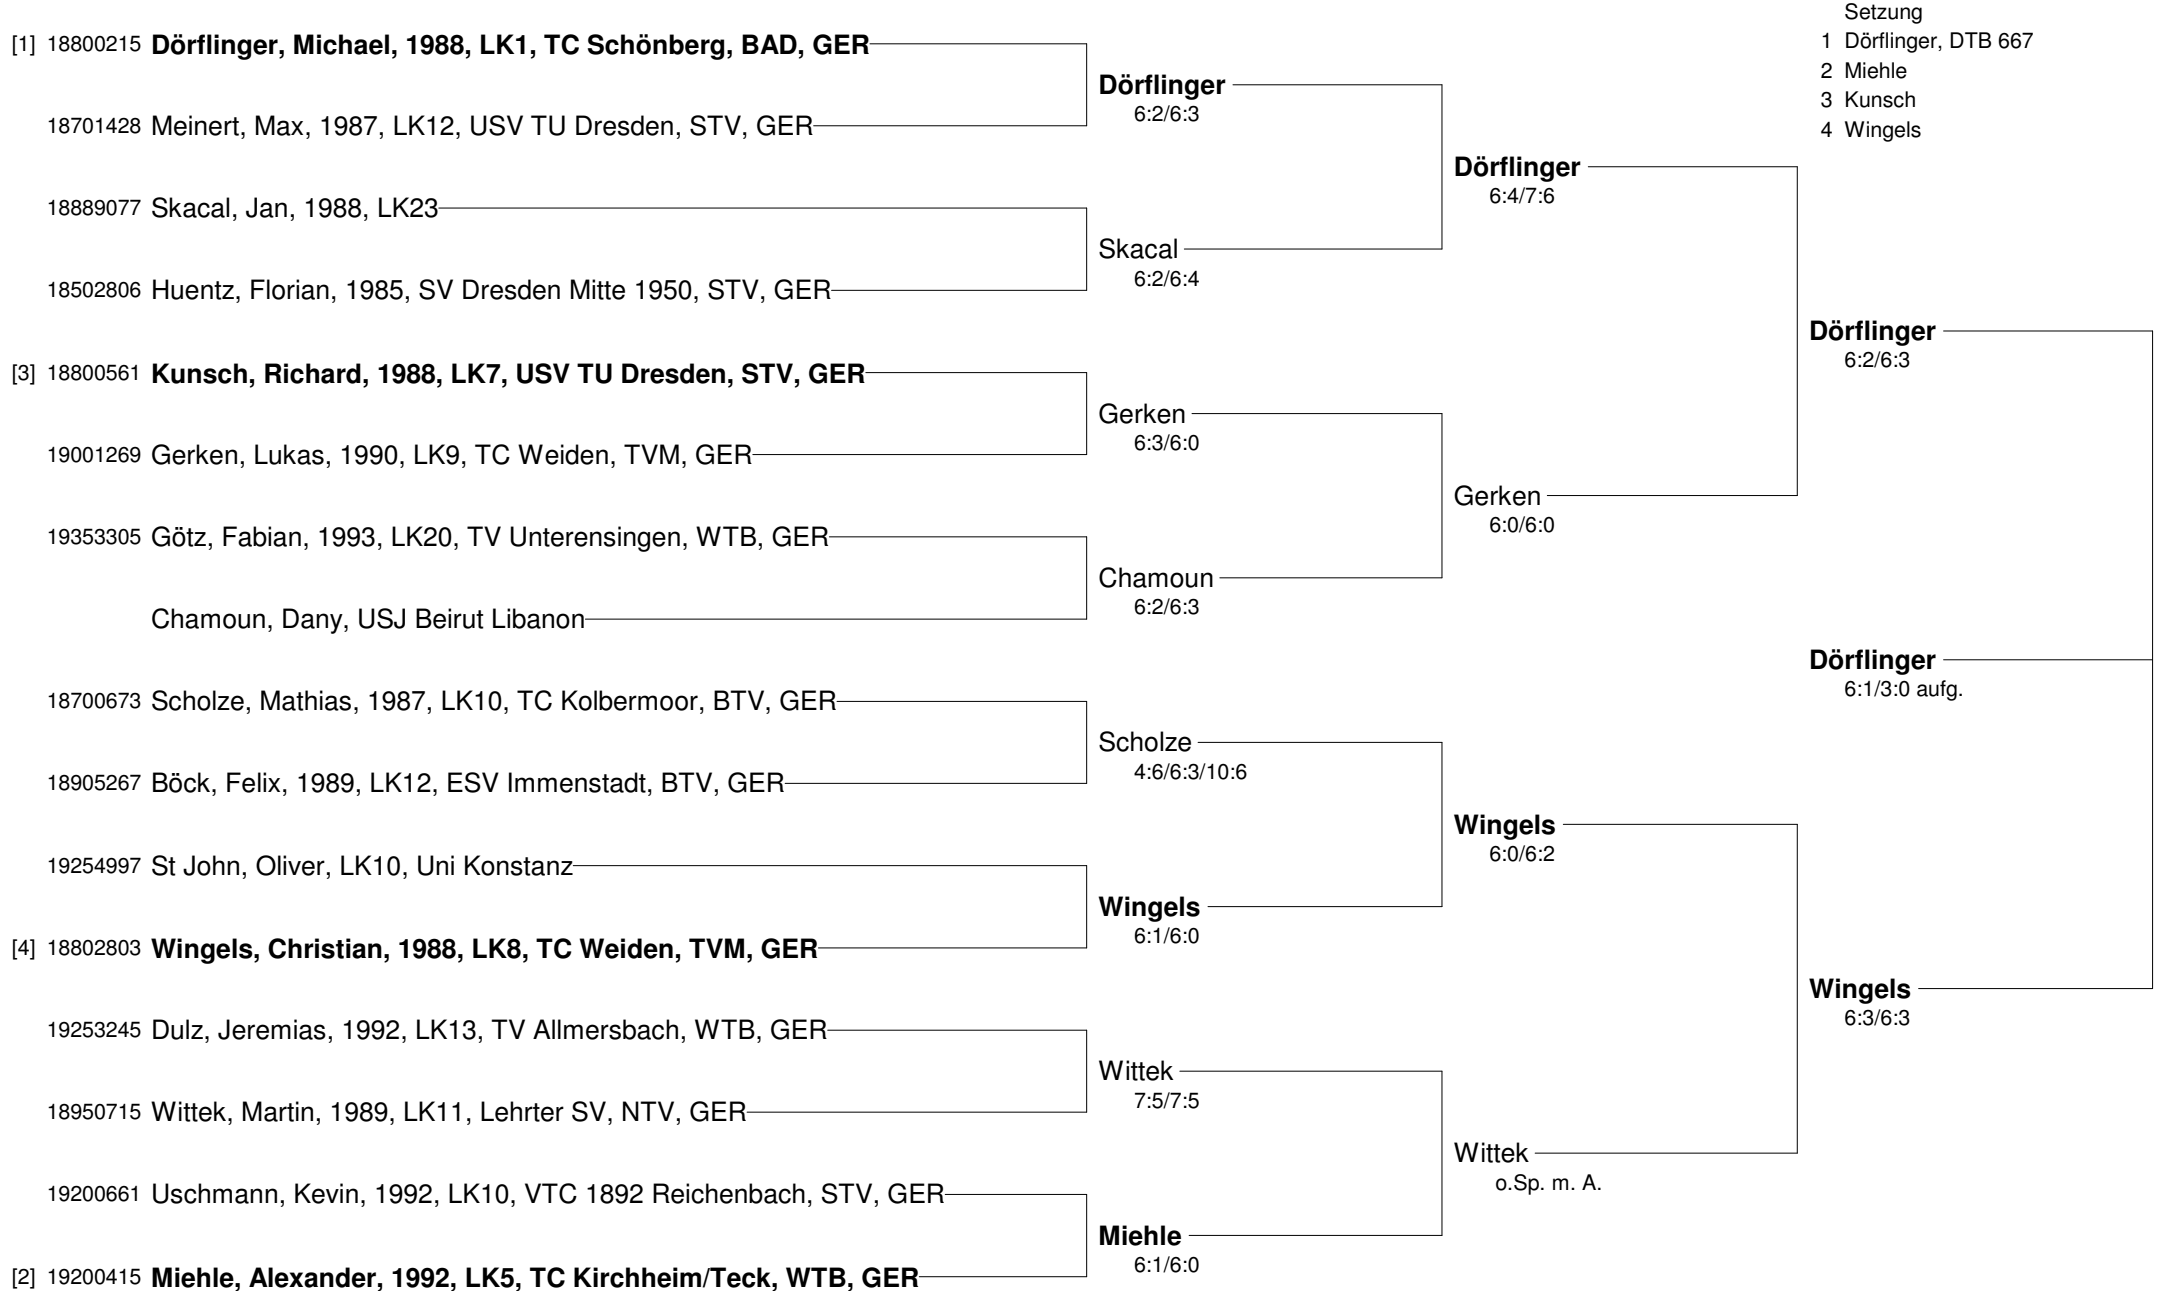 Setzung
1 Dörflinger, DTB 667
2 Miehle
3 Kunsch
4 Wingels
[1] 18800215 Dörflinger, Michael, 1988, LK1, TC Schönberg, BAD, GER
18701428 Meinert, Max, 1987, LK12, USV TU Dresden, STV, GER
18889077 Skacal, Jan, 1988, LK23
18502806 Huentz, Florian, 1985, SV Dresden Mitte 1950, STV, GER
[3] 18800561 Kunsch, Richard, 1988, LK7, USV TU Dresden, STV, GER
19001269 Gerken, Lukas, 1990, LK9, TC Weiden, TVM, GER
19353305 Götz, Fabian, 1993, LK20, TV Unterensingen, WTB, GER
Chamoun, Dany, USJ Beirut Libanon
18700673 Scholze, Mathias, 1987, LK10, TC Kolbermoor, BTV, GER
18905267 Böck, Felix, 1989, LK12, ESV Immenstadt, BTV, GER
19254997 St John, Oliver, LK10, Uni Konstanz
[4] 18802803 Wingels, Christian, 1988, LK8, TC Weiden, TVM, GER
19253245 Dulz, Jeremias, 1992, LK13, TV Allmersbach, WTB, GER
18950715 Wittek, Martin, 1989, LK11, Lehrter SV, NTV, GER
19200661 Uschmann, Kevin, 1992, LK10, VTC 1892 Reichenbach, STV, GER
[2] 19200415 Miehle, Alexander, 1992, LK5, TC Kirchheim/Teck, WTB, GER
Dörflinger
6:2/6:3
Skacal
6:2/6:4
Gerken
6:3/6:0
Chamoun
6:2/6:3
Scholze
4:6/6:3/10:6
Wingels
6:1/6:0
Wittek
7:5/7:5
Miehle
6:1/6:0
Dörflinger
6:4/7:6
Gerken
6:0/6:0
Wingels
6:0/6:2
Wittek
o.Sp. m. A.
Dörflinger
6:2/6:3
Dörflinger
6:1/3:0 aufg.
Wingels
6:3/6:3